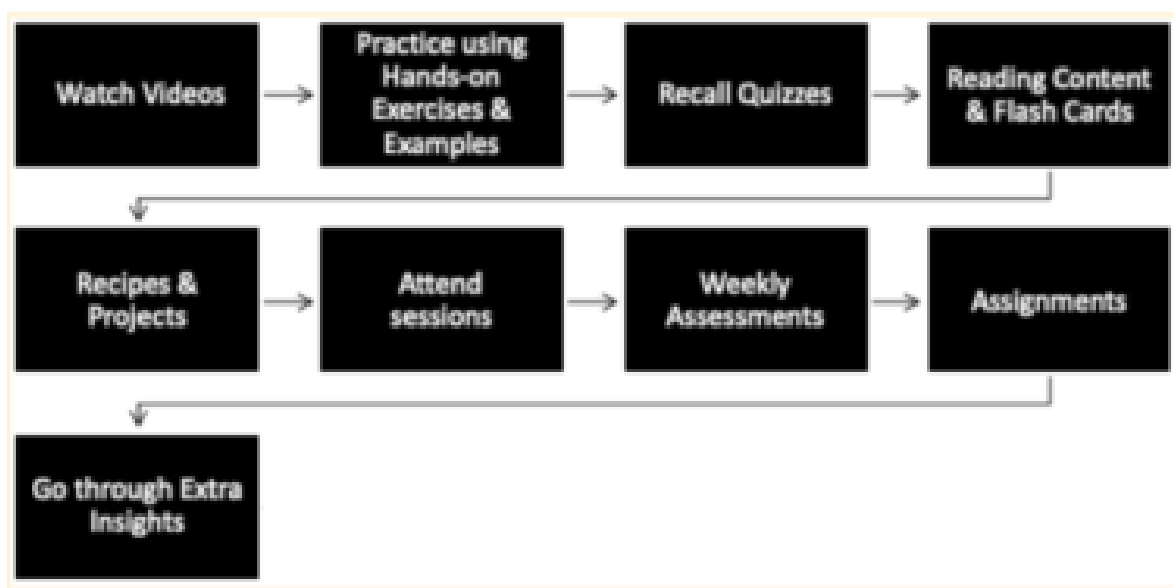 Watch Videos
Practice using
Hands-on
Exercises &
Examples
Recall Quizzes
Reading Content
& Flash Cards
Recipes &
Projects
Attend
sessions
Weekly
Assessments
Assignments
Go through Extra
Insights